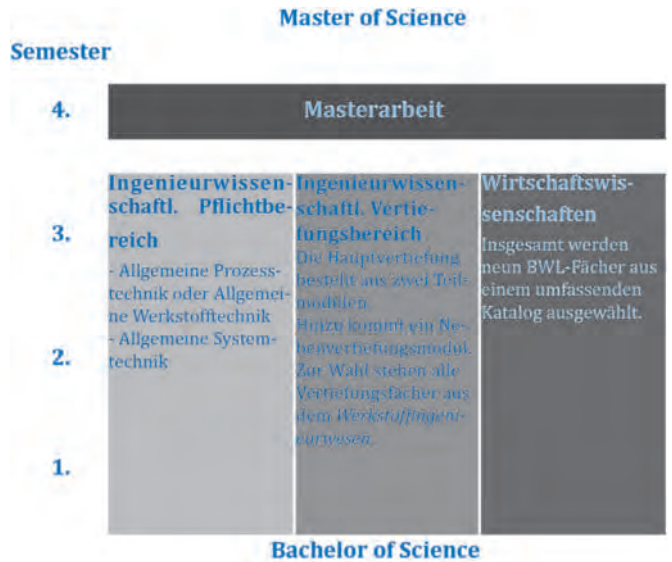 Master of Science
Semester
4.
Masterarbeit
3.
2.
1.
Ingenieurwissen-
schaftl. Pflichtbe-
reich
- Allgemeine Prozess-
technik oder Allgemei-
ne Werkstofftechnik
- Allgemeine System-
technik
Ingenieurwissen-
schaftl. Vertie-
fungsbereich
Die Hauptvertiefung
besteht aus zwei Teil-
modulen.
Hinzu kommt ein Ne-
benvertiefungsmodul.
Zur Wahl stehen alle
Vertiefungsfächer aus
dem Werkstoffingeni-
eurwesen.
Wirtschaftswis-
senschaften
Insgesamt werden
neun BWL-Fächer aus
einem umfassenden
Katalog ausgewählt.
Bachelor of Science